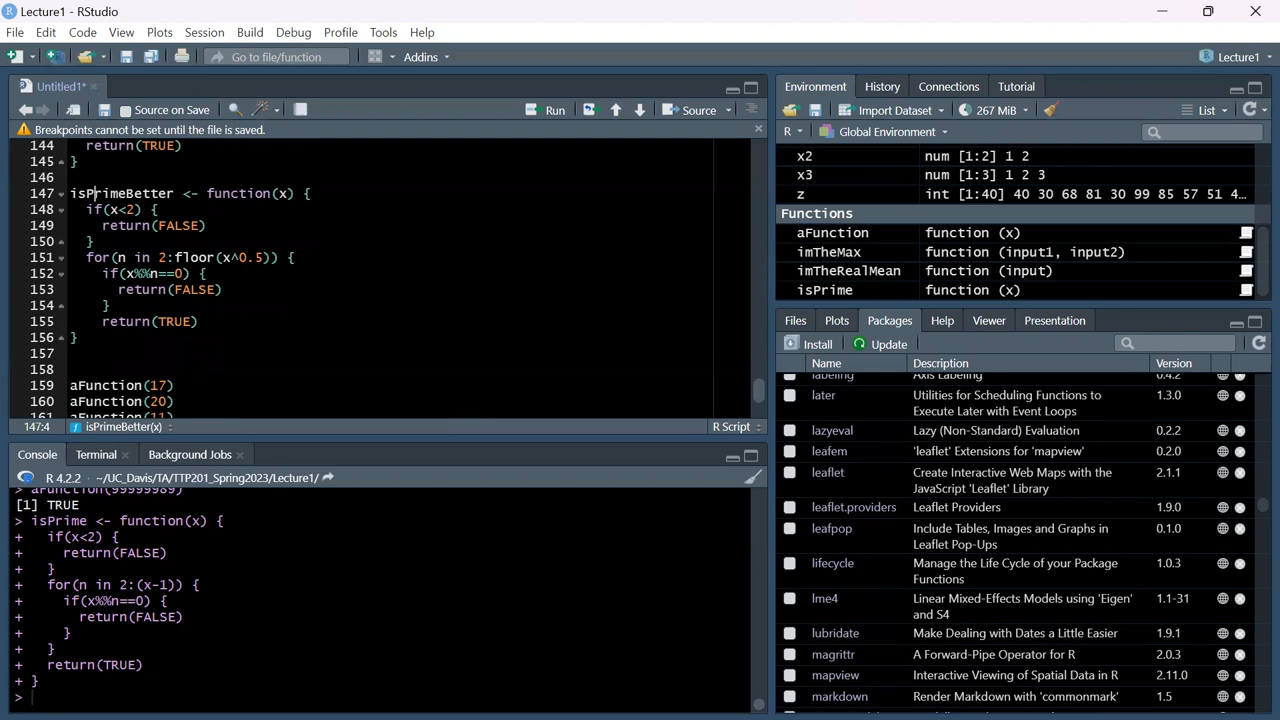 Lecture1 - RStudio
File Edit Code View Plots Session Build Debug Profile Tools Help
Go to file/function Addins Lecture1
Untitled1*
Source on Save Run Source
Breakpoints cannot be set until the file is saved.
144 return(TRUE)
145 }
146
147 isPrimeBetter <- function(x) {
148 if(x<2) {
149 return(FALSE)
150 }
151 for(n in 2:floor(x^0.5)) {
152 if(x%%n==0) {
153 return(FALSE)
154 }
155 return(TRUE)
156 }
157
158
159 aFunction(17)
160 aFunction(20)
161 aFunction(11)
147:4 isPrimeBetter(x) R Script
Console Terminal Background Jobs
R 4.2.2 · ~/UC_Davis/TA/TTP201_Spring2023/Lecture1/
> aFunction(99999989)
[1] TRUE
> isPrime <- function(x) {
+ if(x<2) {
+ return(FALSE)
+ }
+ for(n in 2:(x-1)) {
+ if(x%%n==0) {
+ return(FALSE)
+ }
+ }
+ return(TRUE)
+ }
>
Environment History Connections Tutorial
Import Dataset 267 MiB List
R Global Environment
x2 num [1:2] 1 2
x3 num [1:3] 1 2 3
z int [1:40] 40 30 68 81 30 99 85 57 51 4...
Functions
aFunction function (x)
imTheMax function (input1, input2)
imTheRealMean function (input)
isPrime function (x)
Files Plots Packages Help Viewer Presentation
Install Update
Name Description Version
labeling Axis Labeling 0.4.2
later Utilities for Scheduling Functions to 1.3.0
Execute Later with Event Loops
lazyeval Lazy (Non-Standard) Evaluation 0.2.2
leafem 'leaflet' Extensions for 'mapview' 0.2.0
leaflet Create Interactive Web Maps with the 2.1.1
JavaScript 'Leaflet' Library
leaflet.providers Leaflet Providers 1.9.0
leafpop Include Tables, Images and Graphs in 0.1.0
Leaflet Pop-Ups
lifecycle Manage the Life Cycle of your Package 1.0.3
Functions
lme4 Linear Mixed-Effects Models using 'Eigen' 1.1-31
and S4
lubridate Make Dealing with Dates a Little Easier 1.9.1
magrittr A Forward-Pipe Operator for R 2.0.3
mapview Interactive Viewing of Spatial Data in R 2.11.0
markdown Render Markdown with 'commonmark' 1.5